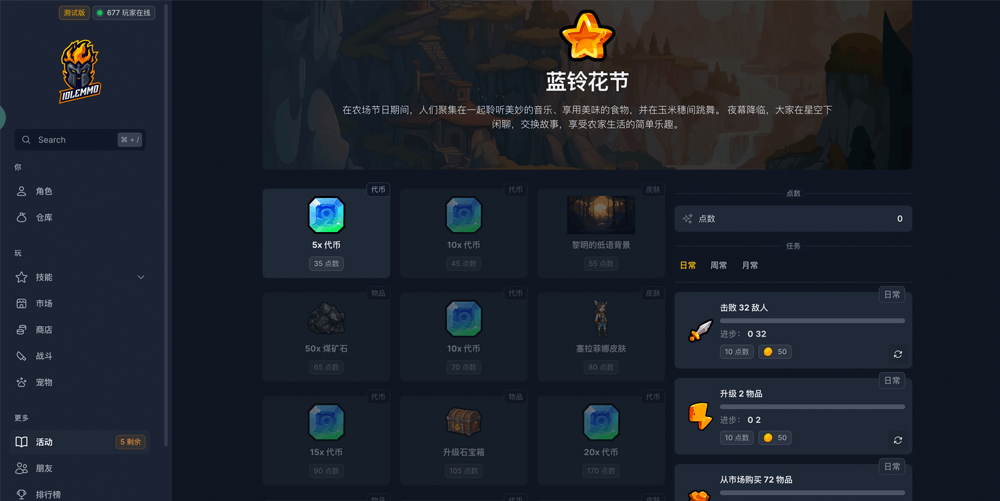 测试版
677 玩家在线
IDLEMMO
Search
⌘ + /
你
角色
仓库
玩
技能
市场
商店
战斗
宠物
更多
活动
5 剩余
朋友
排行榜
蓝铃花节
在农场节日期间，人们聚集在一起聆听美妙的音乐、享用美味的食物，并在玉米穗间跳舞。 夜幕降临，大家在星空下
闲聊，交换故事，享受农家生活的简单乐趣。
代币
5x 代币
35 点数
代币
10x 代币
45 点数
皮肤
黎明的低语背景
55 点数
物品
50x 煤矿石
65 点数
代币
10x 代币
70 点数
皮肤
塞拉菲娜皮肤
80 点数
代币
15x 代币
90 点数
物品
升级石宝箱
105 点数
代币
20x 代币
170 点数
物品
代币
代币
点数
点数
0
任务
日常
周常
月常
日常
击败 32 敌人
进步： 0 32
10 点数
50
日常
升级 2 物品
进步： 0 2
10 点数
50
日常
从市场购买 72 物品